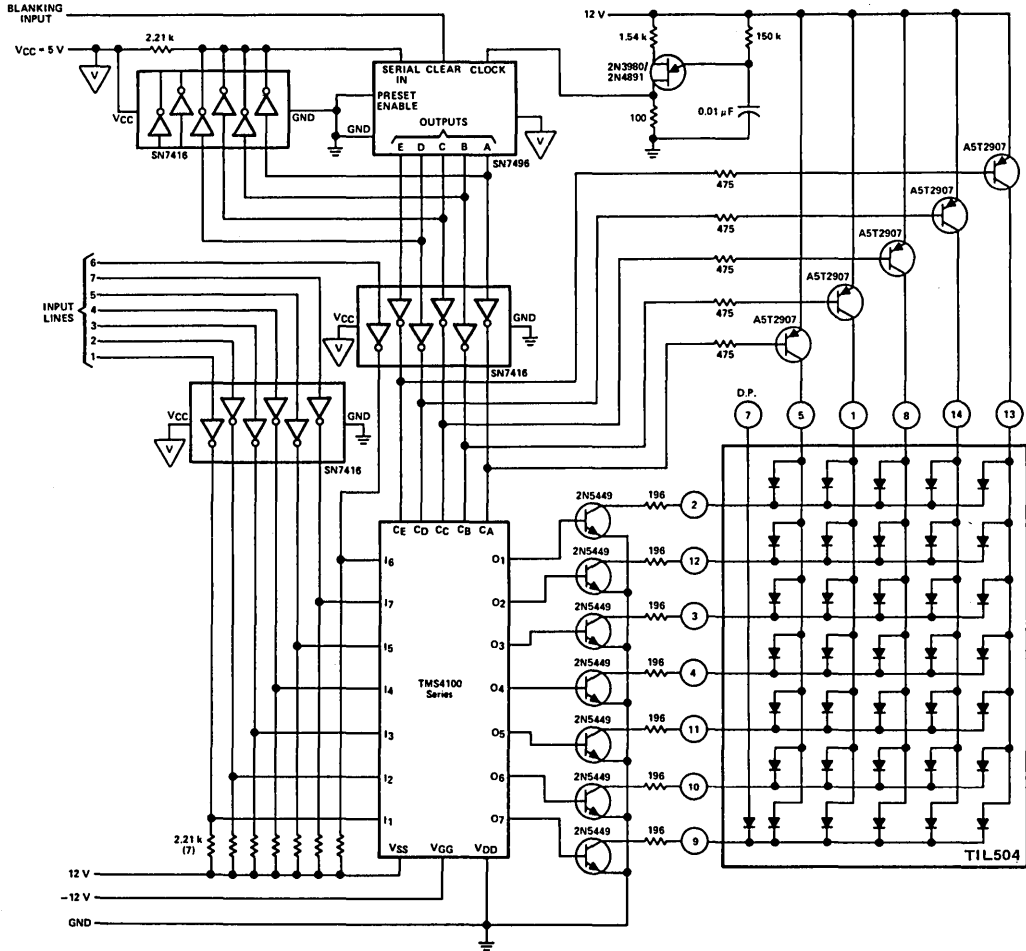 BLANKING
INPUT
VCC = 5 V
2.21 k
V
VCC
GND
SN7416
SERIAL CLEAR CLOCK
IN
PRESET
ENABLE
GND
OUTPUTS
E D C B A
SN7496
V
12 V
1.54 k
150 k
2N3980/
2N4891
100
0.01 µF
A5T2907
475
A5T2907
475
A5T2907
475
A5T2907
475
A5T2907
475
INPUT
LINES
6
7
5
4
3
2
1
VCC
V
GND
SN7416
VCC
V
GND
SN7416
D.P.
7
5
1
8
14
13
CE CD CC CB CA
I6
I7
I5
I4
I3
I2
I1
TMS4100
Series
O1
O2
O3
O4
O5
O6
O7
VSS VGG VDD
2N5449
196
2
2N5449
196
12
2N5449
196
3
2N5449
196
4
2N5449
196
11
2N5449
196
10
2N5449
196
9
TIL504
2.21 k
(7)
12 V
-12 V
GND